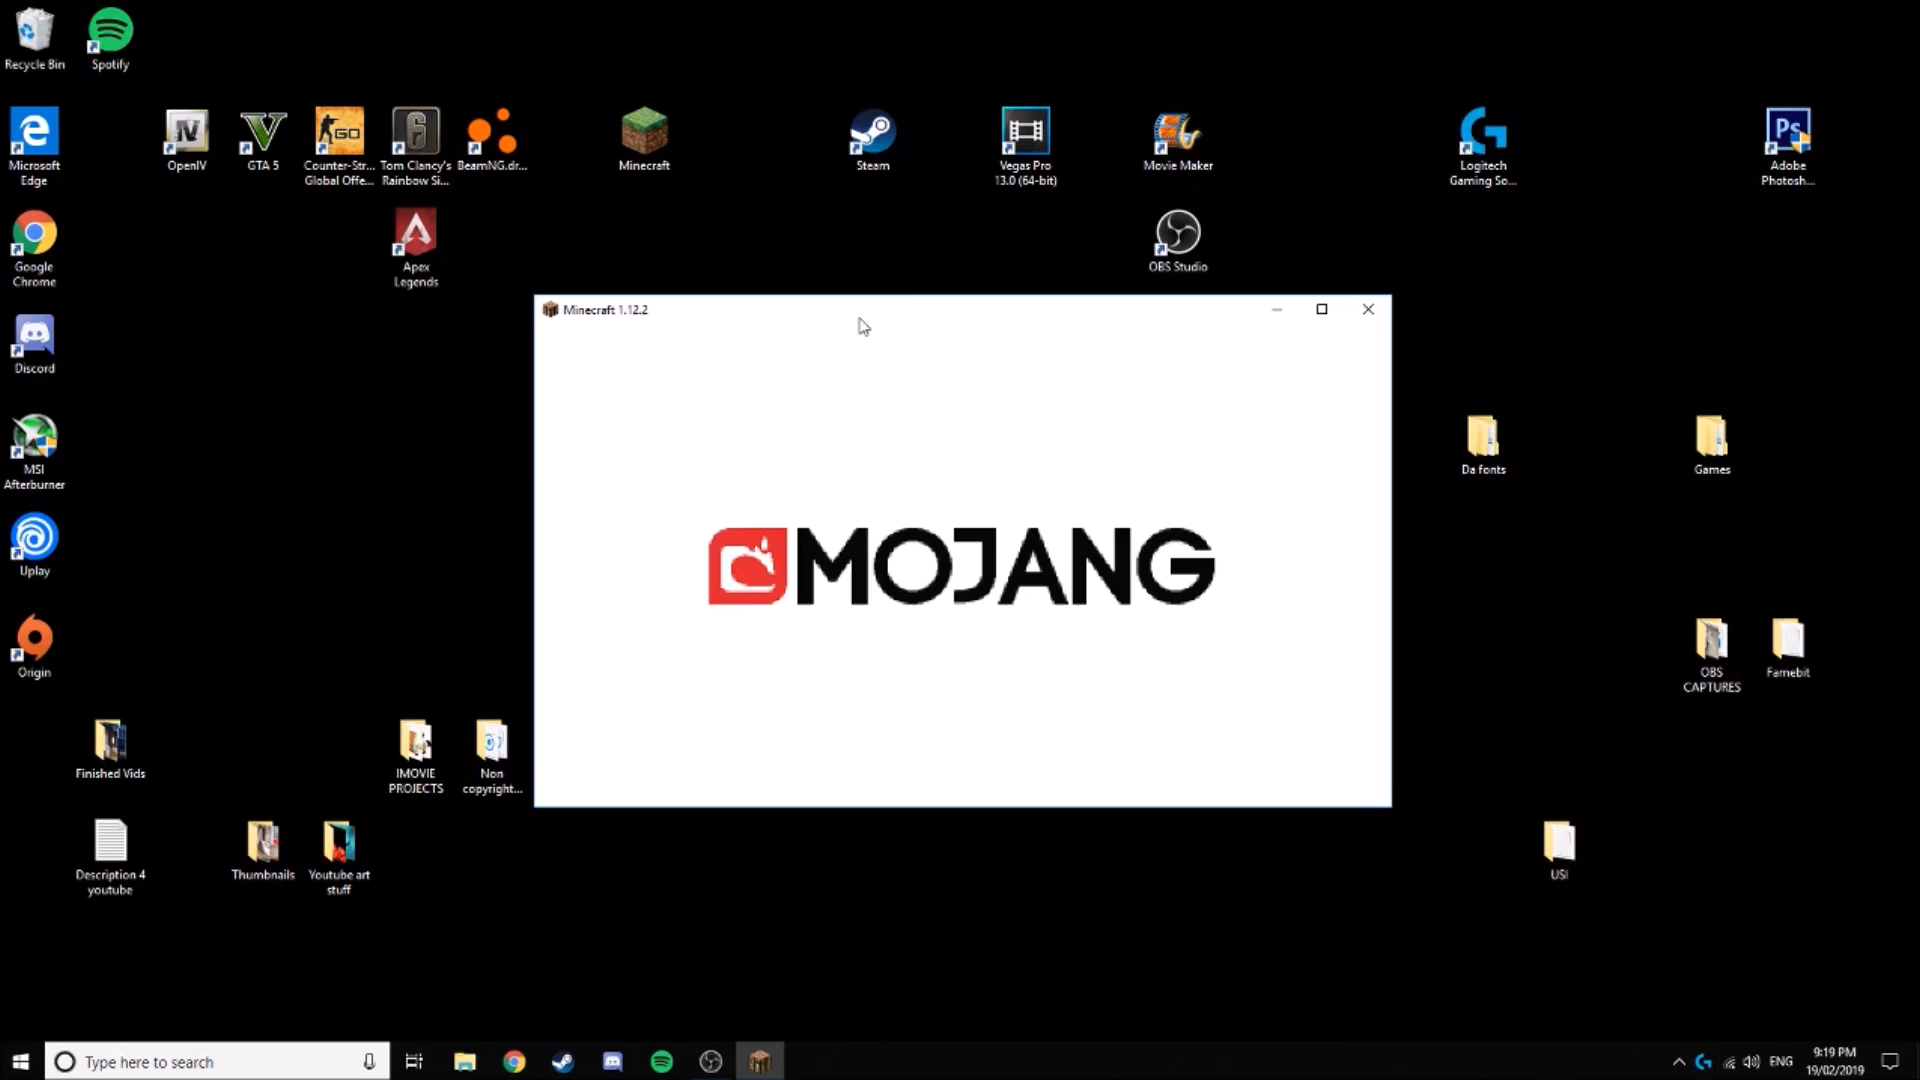 Recycle Bin
Spotify
Microsoft
Edge
OpenIV
GTA 5
Counter-Str...
Global Offe...
Tom Clancy's
Rainbow Si...
BeamNG.dr...
Minecraft
Steam
Vegas Pro
13.0 (64-bit)
Movie Maker
Logitech
Gaming So...
Ps
Adobe
Photosh...
GO
6
IV
V
Google
Chrome
Apex
Legends
OBS Studio
Minecraft 1.12.2
Discord
MSI
Afterburner
Da fonts
Games
MOJANG
Uplay
Origin
OBS
CAPTURES
Famebit
Finished Vids
IMOVIE
PROJECTS
Non
copyright...
Description 4
youtube
Thumbnails
Youtube art
stuff
USI
Type here to search
ENG
9:19 PM
19/02/2019